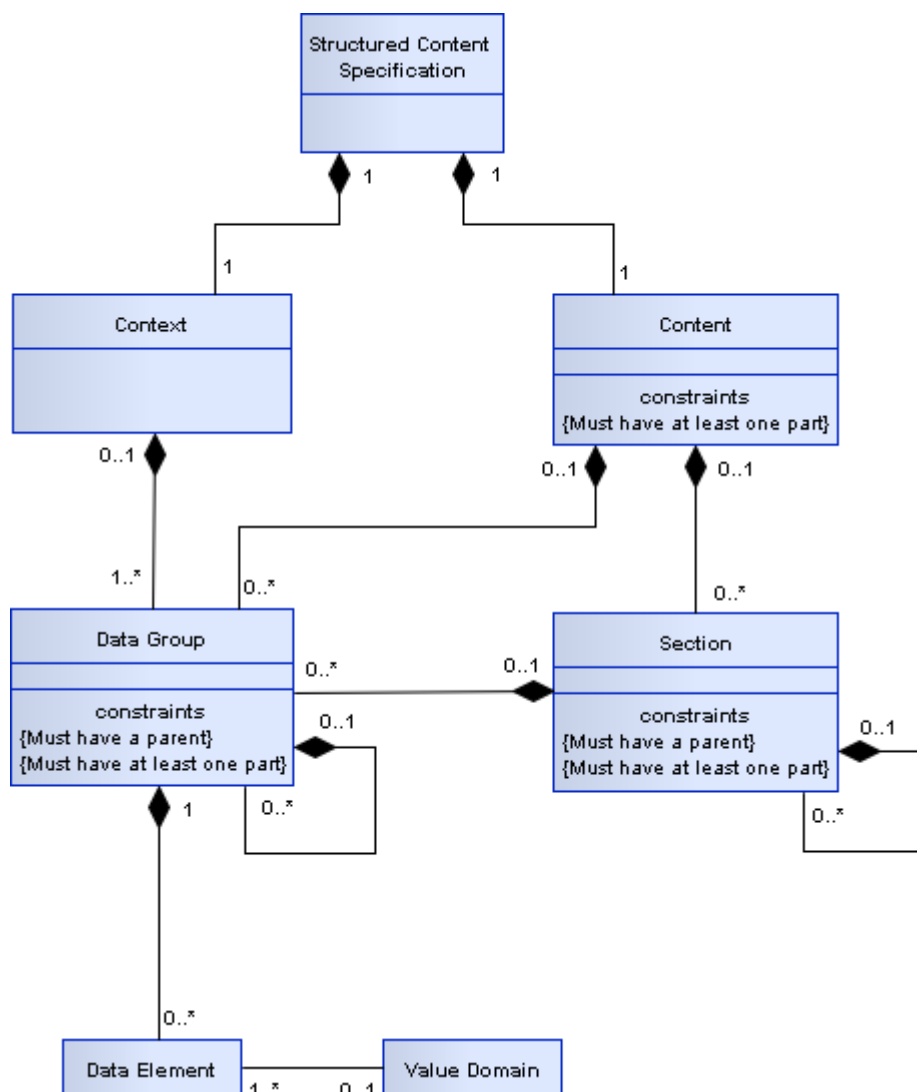 Structured Content
Specification
1
1
1
1
Context
Content
constraints
{Must have at least one part}
0..1
0..1
0..1
1..*
0..*
0..*
Data Group
Section
0..*
0..1
constraints
{Must have a parent}
{Must have at least one part}
0..1
constraints
{Must have a parent}
{Must have at least one part}
0..1
1
0..*
0..*
0..*
Data Element
Value Domain
1..*
0..1